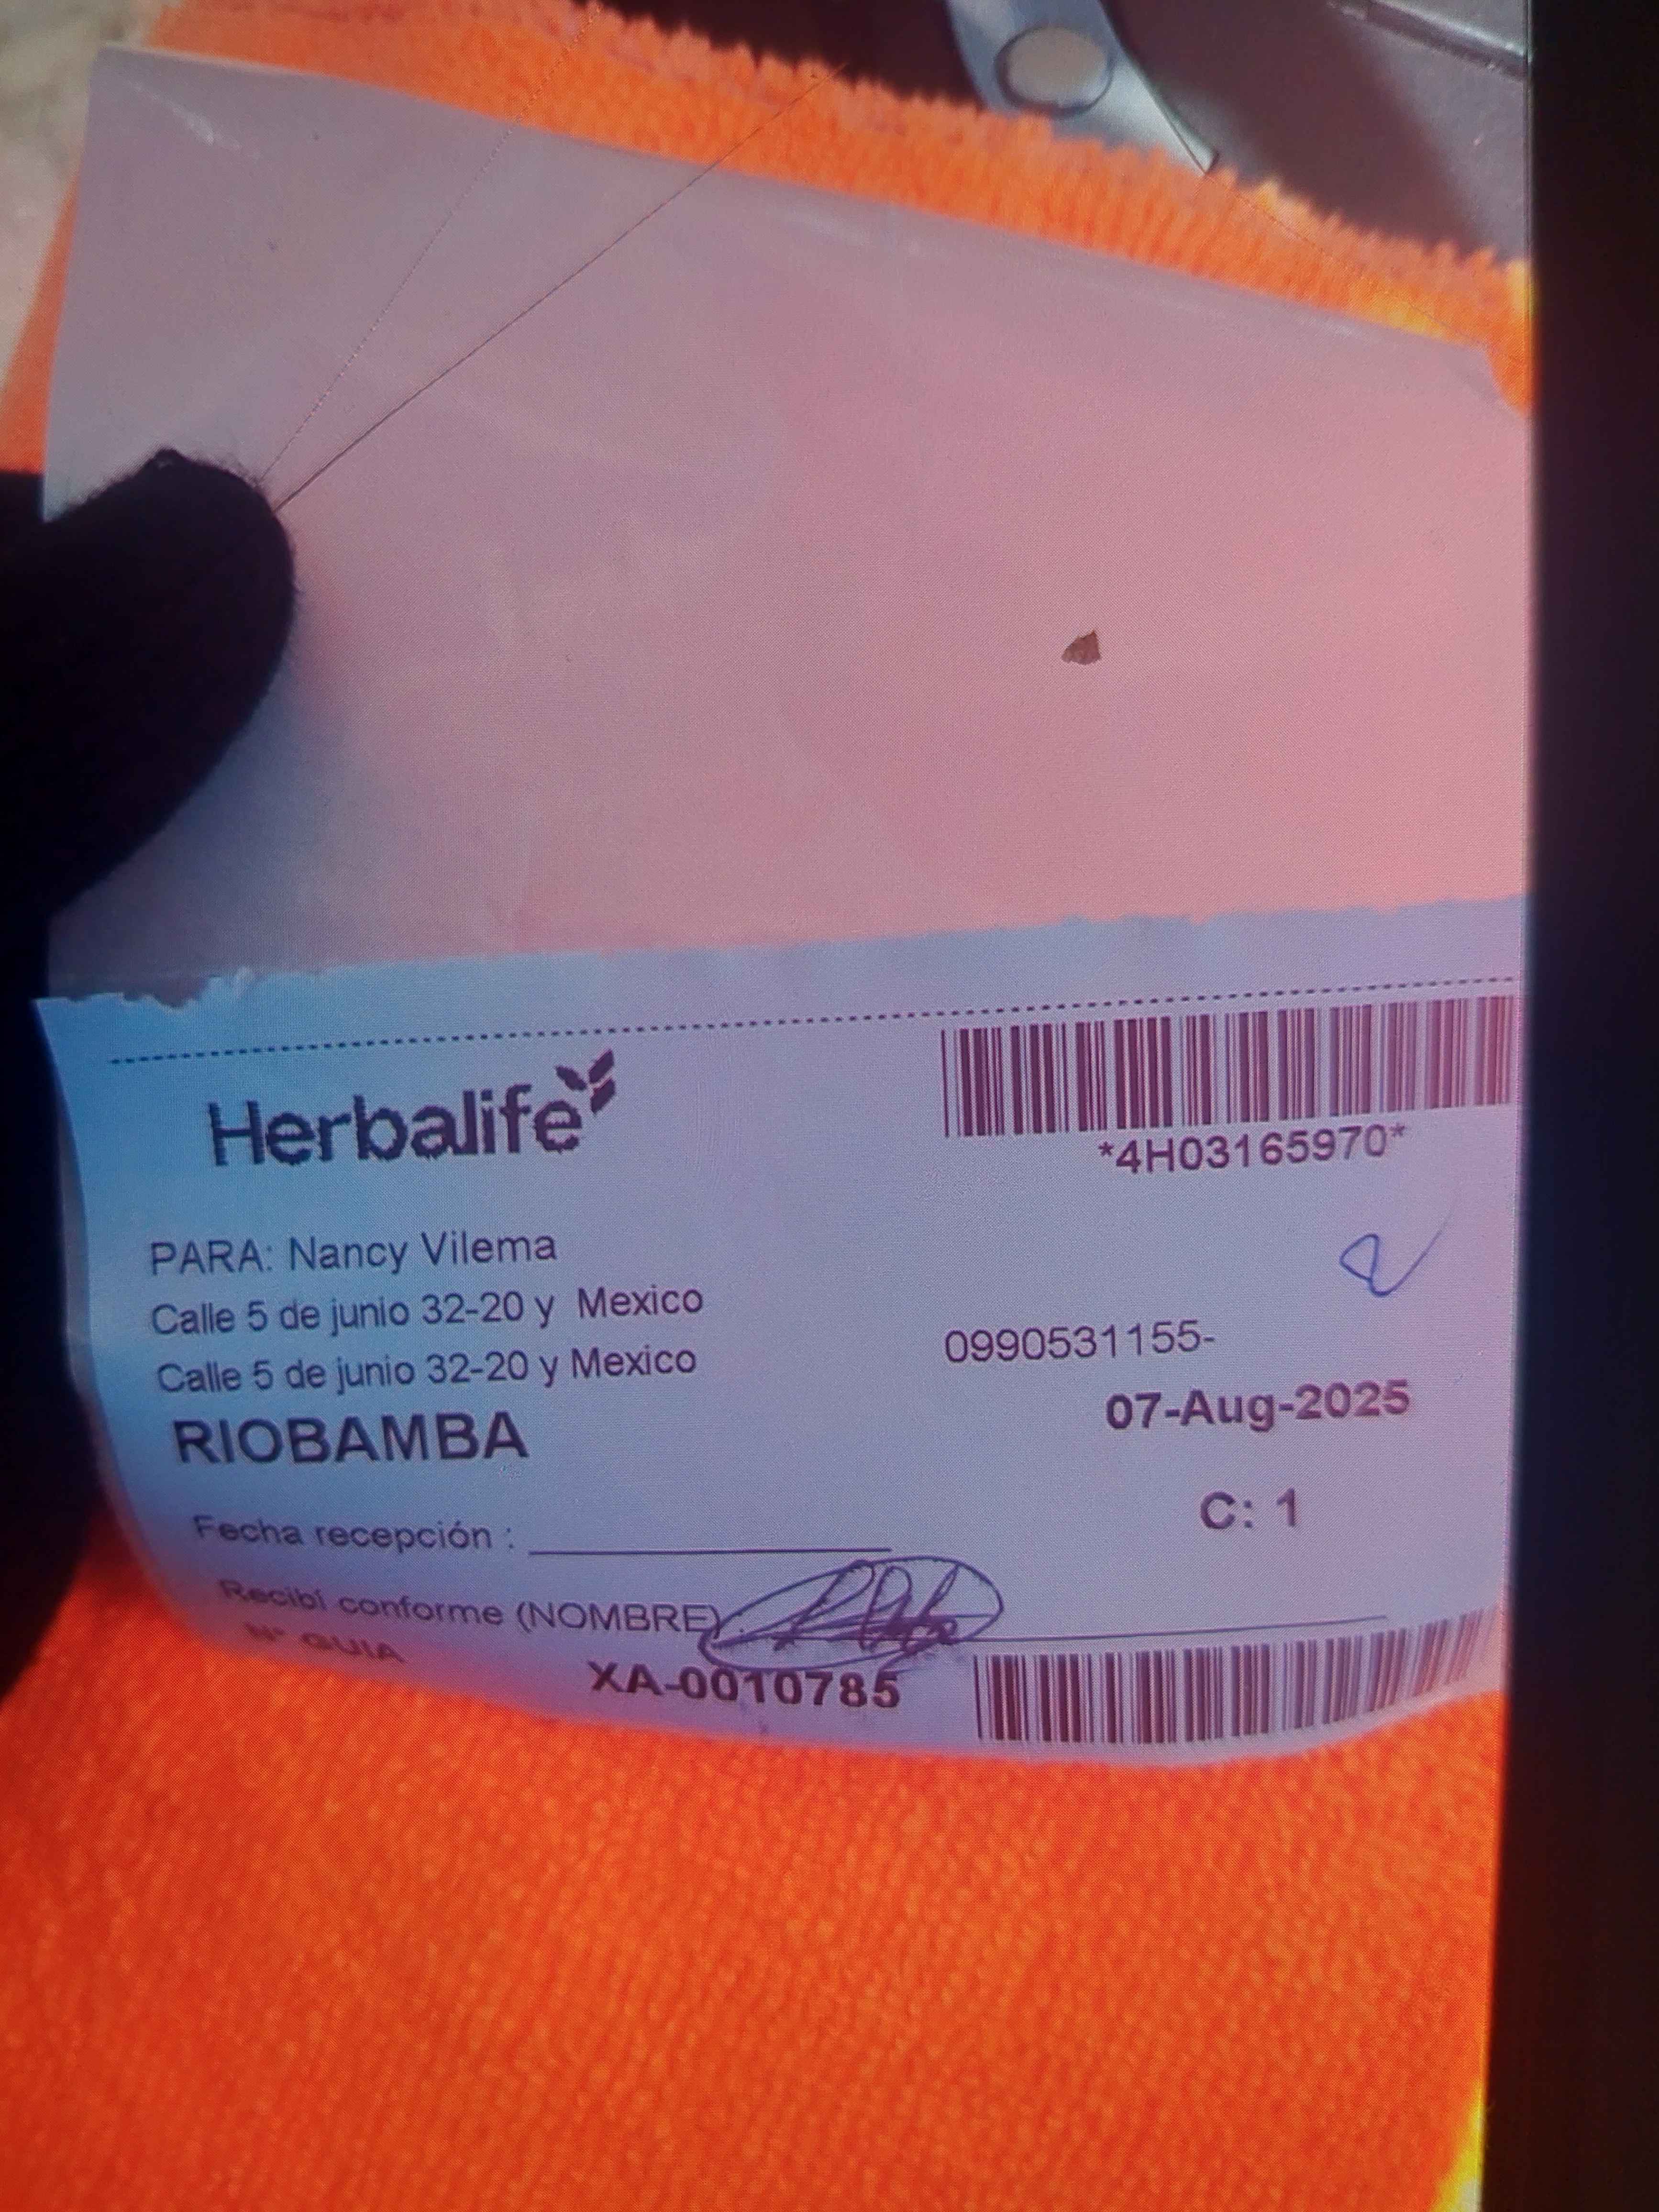 Herbalife
*4H03165970*
PARA: Nancy Vilema
Calle 5 de junio 32-20 y Mexico
Calle 5 de junio 32-20 y Mexico
0990531155-
RIOBAMBA
07-Aug-2025
C: 1
Fecha recepción :
Recibi conforme (NOMBRE)
N° GUIA
XA-0010785